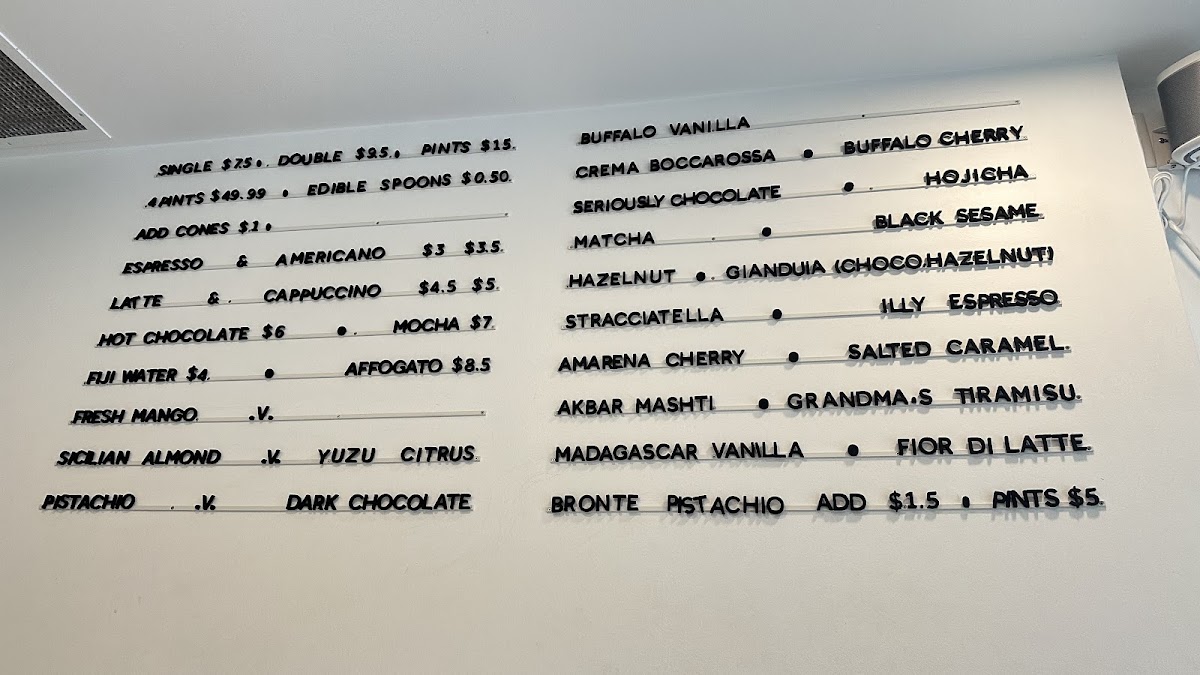 SINGLE $7.5 • DOUBLE $9.5 • PINTS $15.
4 PINTS $49.99 • EDIBLE SPOONS $0.50
ADD CONES $1 •
ESPRESSO & AMERICANO $3 $3.5
LATTE & CAPPUCCINO $4.5 $5
HOT CHOCOLATE $6 • MOCHA $7
FIJI WATER $4 • AFFOGATO $8.5
FRESH MANGO .V.
SICILIAN ALMOND .V. YUZU CITRUS
PISTACHIO .V. DARK CHOCOLATE
BUFFALO VANILLA
CREMA BOCCAROSSA • BUFFALO CHERRY
SERIOUSLY CHOCOLATE • HOJICHA
MATCHA • BLACK SESAME
HAZELNUT • GIANDUIA (CHOCO.HAZELNUT)
STRACCIATELLA • ILLY ESPRESSO
AMARENA CHERRY • SALTED CARAMEL.
AKBAR MASHTI • GRANDMA.S TIRAMISU.
MADAGASCAR VANILLA • FIOR DI LATTE.
BRONTE PISTACHIO ADD $1.5 • PINTS $5.